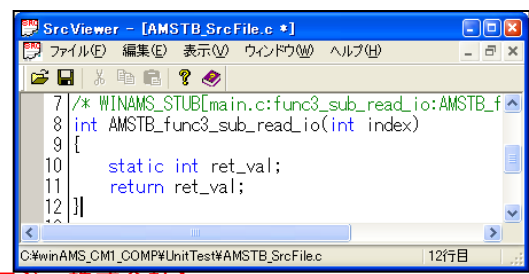 SrcViewer - [AMSTB_SrcFile.c *]
ファイル(F) 編集(E) 表示(V) ウィンドウ(W) ヘルプ(H)
7 /* WINAMS_STUB[main.c:func3_sub_read_io:AMSTB_f
8 int AMSTB_func3_sub_read_io(int index)
9 {
10 static int ret_val;
11 return ret_val;
12 }
C:¥winAMS_CM1_COMP¥UnitTest¥AMSTB_SrcFile.c 12行目